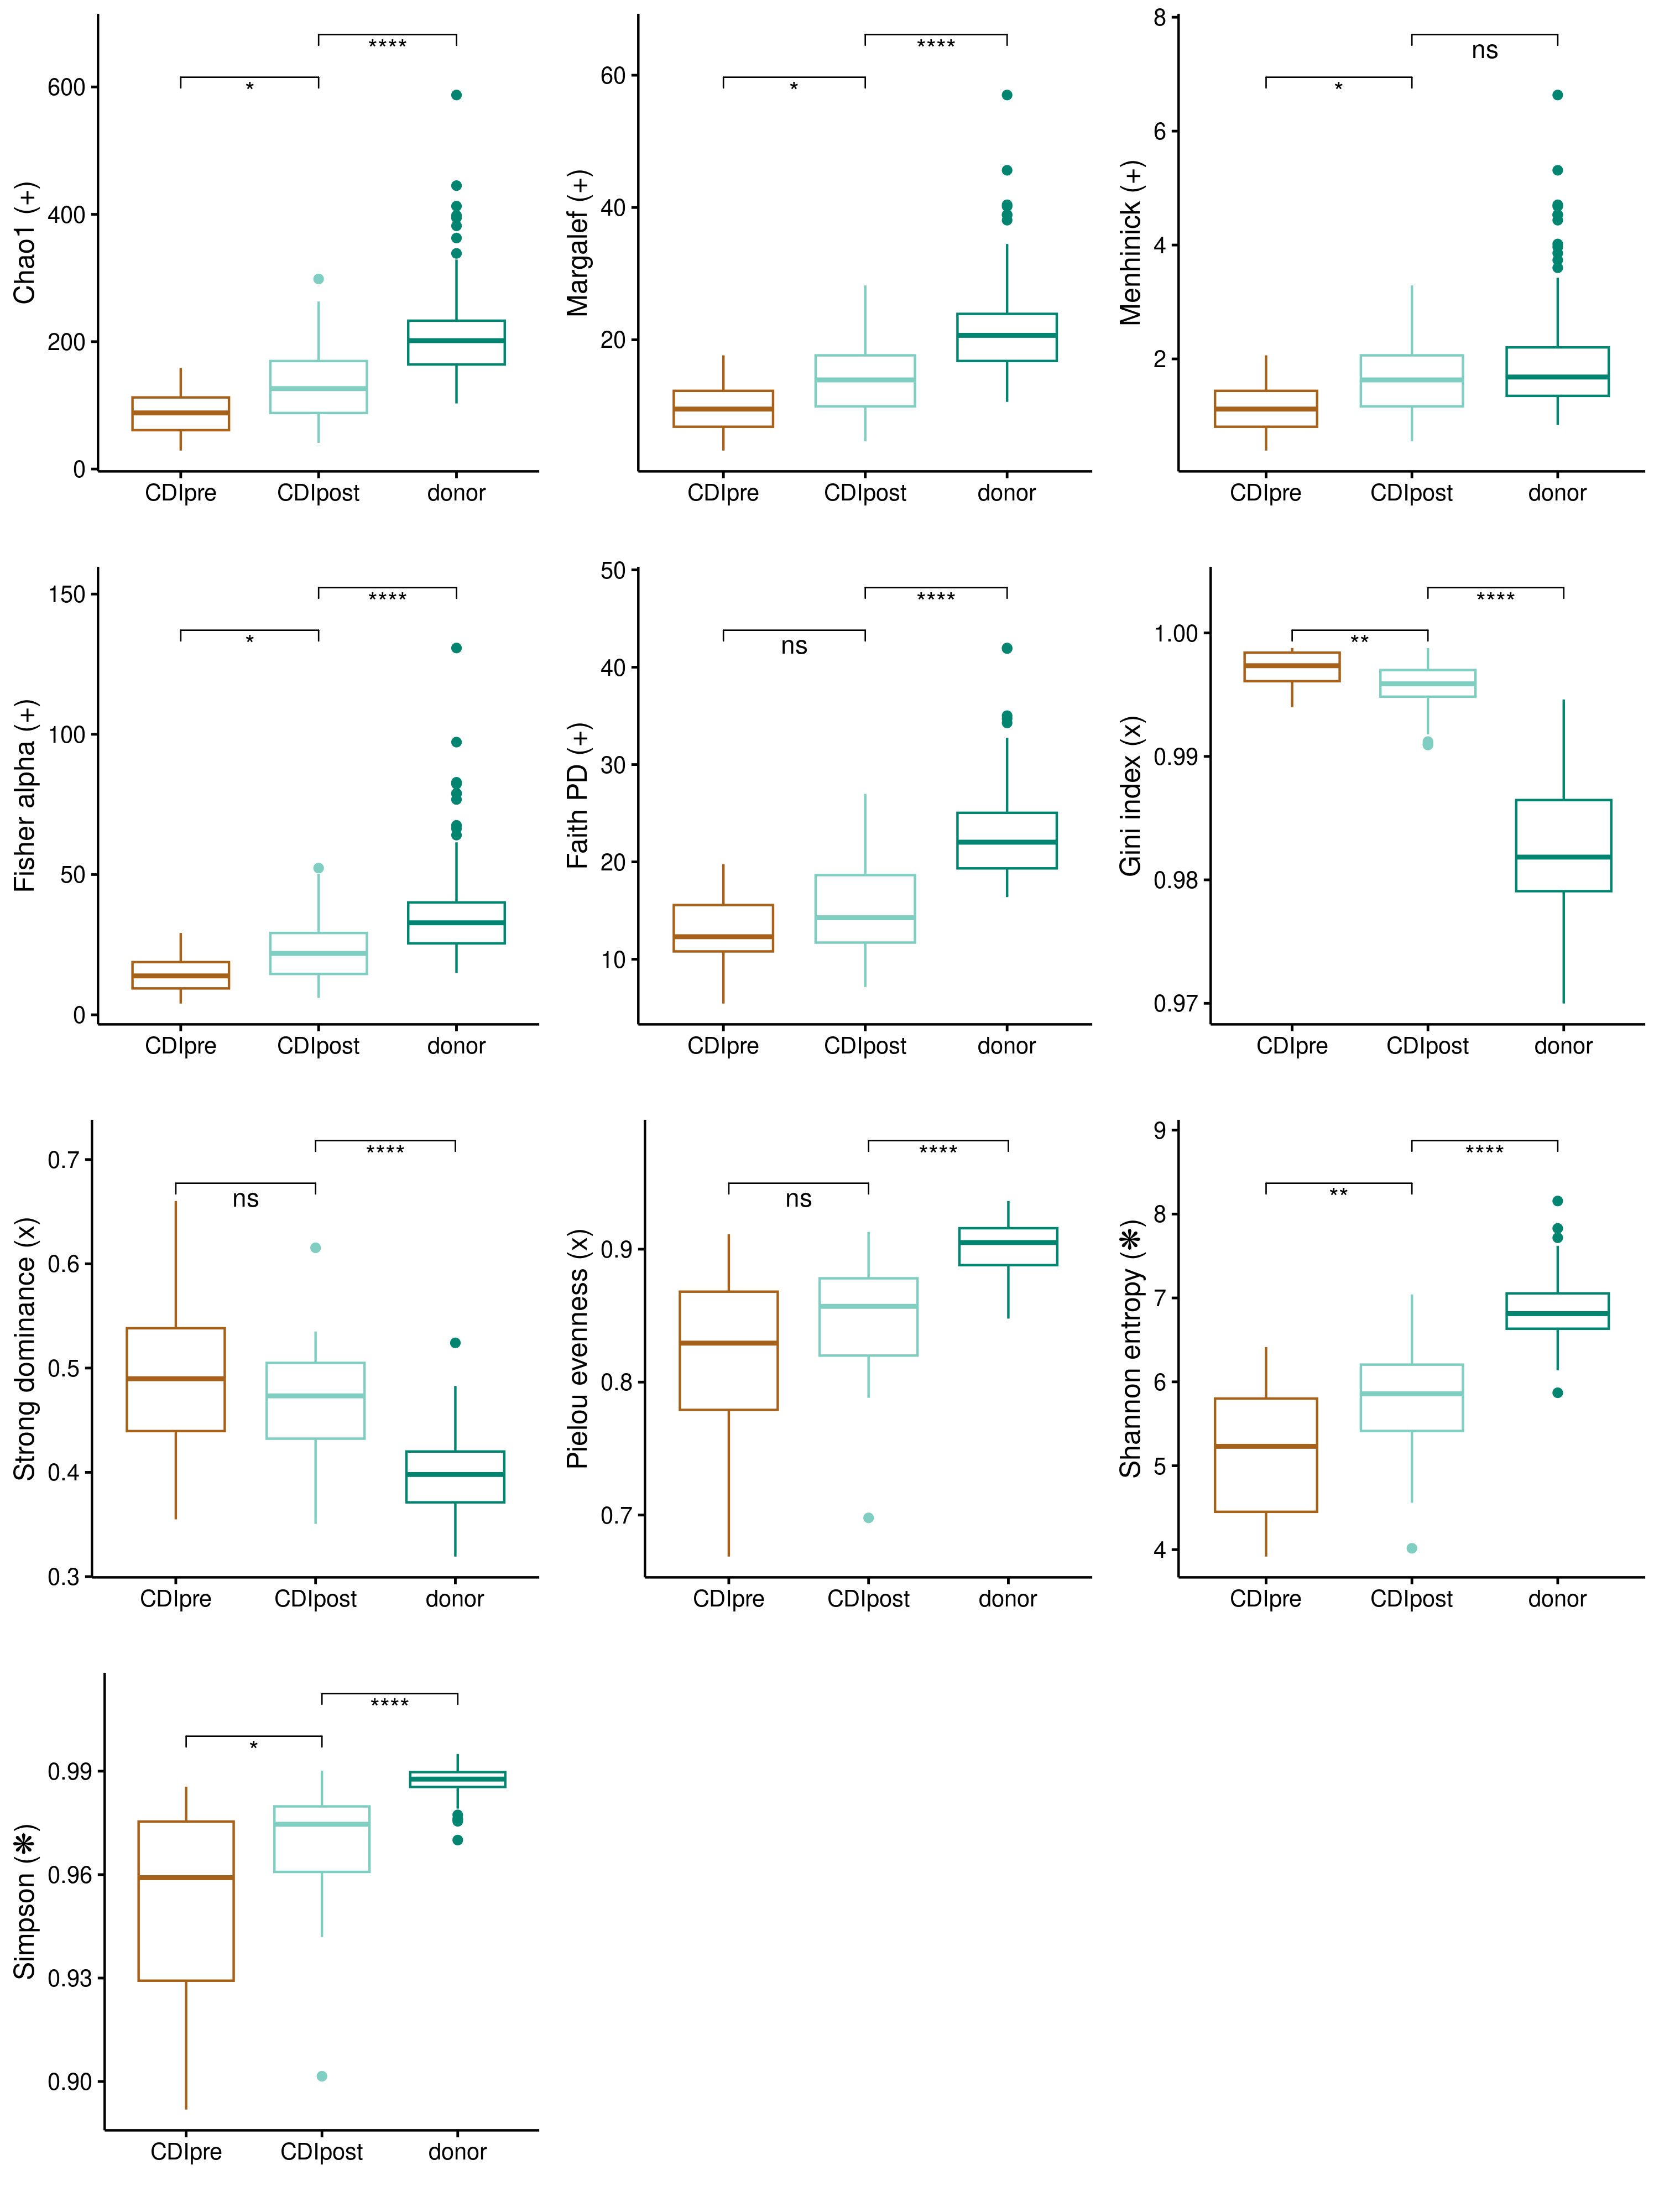 Chao1 (+)
600
400
200
0
*
****
CDIpre CDIpost donor
Margalef (+)
60
40
20
*
****
CDIpre CDIpost donor
Menhinick (+)
8
6
4
2
*
ns
CDIpre CDIpost donor
Fisher alpha (+)
150
100
50
0
*
****
CDIpre CDIpost donor
Faith PD (+)
50
40
30
20
10
ns
****
CDIpre CDIpost donor
Gini index (x)
1.00
0.99
0.98
0.97
**
****
CDIpre CDIpost donor
Strong dominance (x)
0.7
0.6
0.5
0.4
0.3
ns
****
CDIpre CDIpost donor
Pielou evenness (x)
0.9
0.8
0.7
ns
****
CDIpre CDIpost donor
Shannon entropy (❋)
9
8
7
6
5
4
**
****
CDIpre CDIpost donor
Simpson (❋)
0.99
0.96
0.93
0.90
*
****
CDIpre CDIpost donor